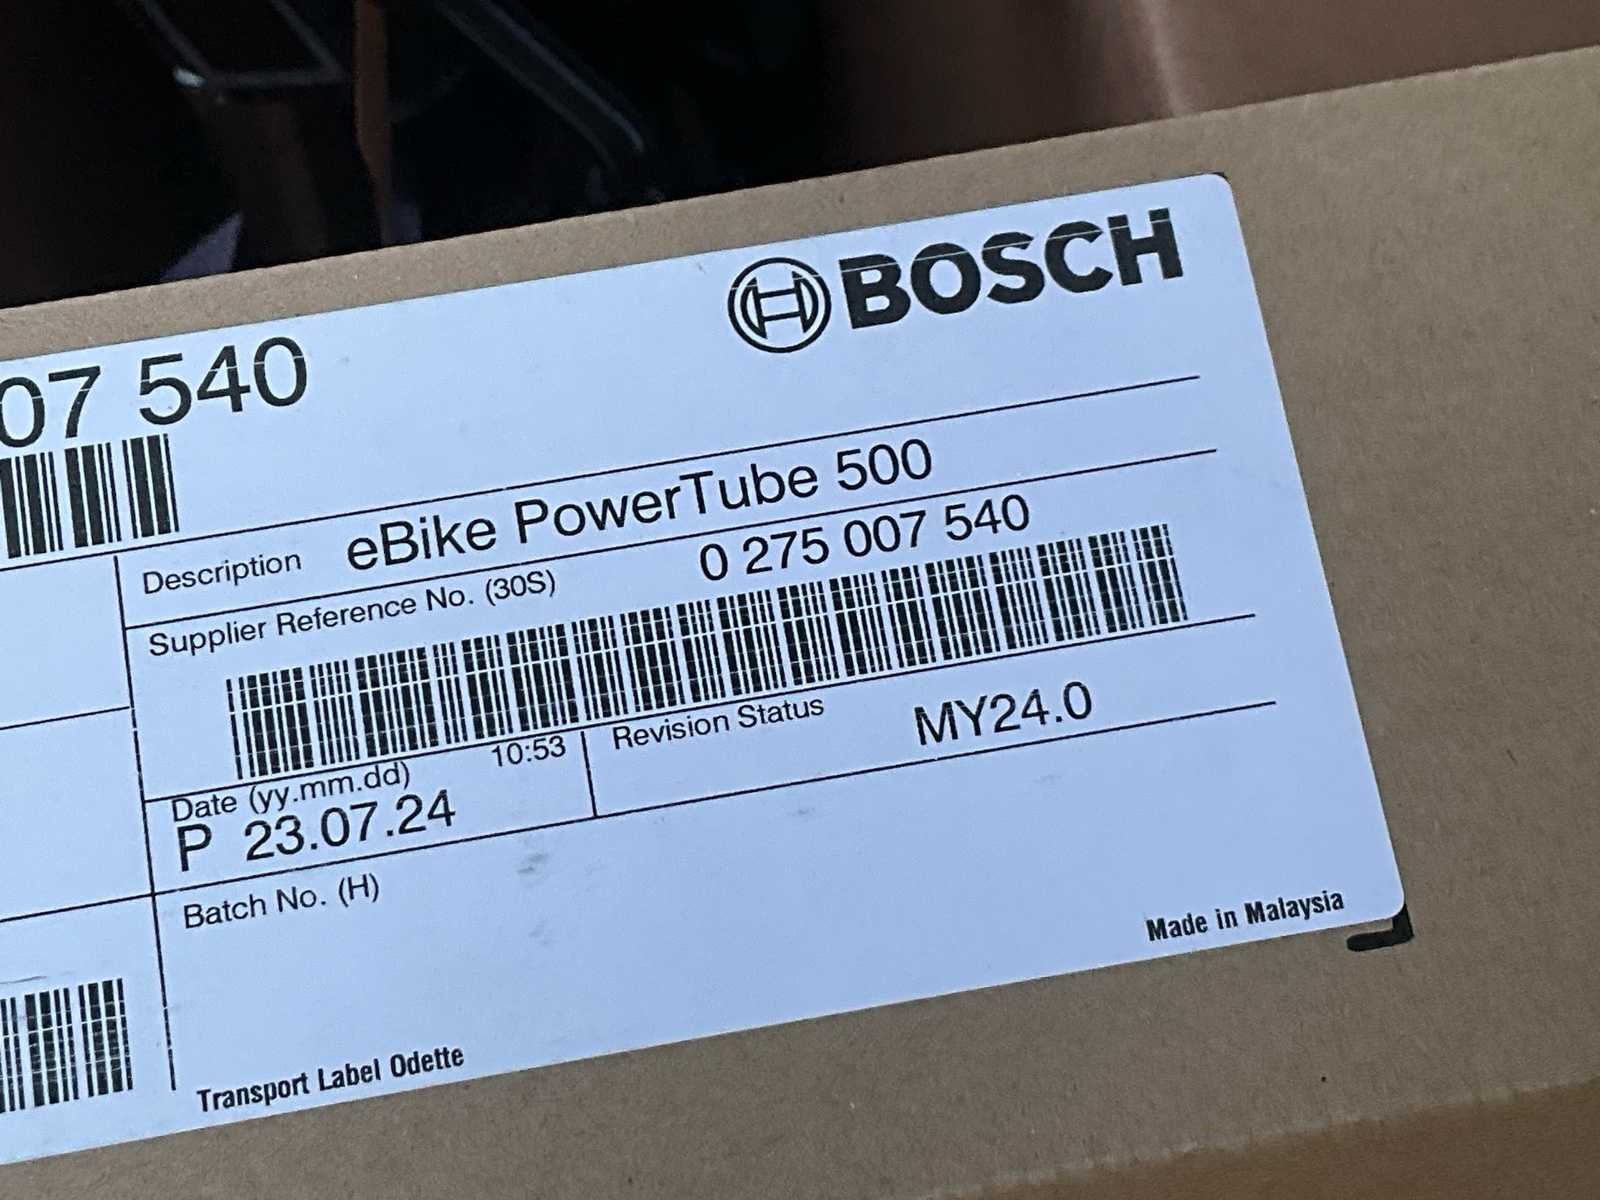 BOSCH
07 540
Description eBike PowerTube 500
Supplier Reference No. (30S) 0 275 007 540
Date (yy.mm.dd) 10:53
P 23.07.24
Revision Status MY24.0
Batch No. (H)
Made in Malaysia
Transport Label Odette